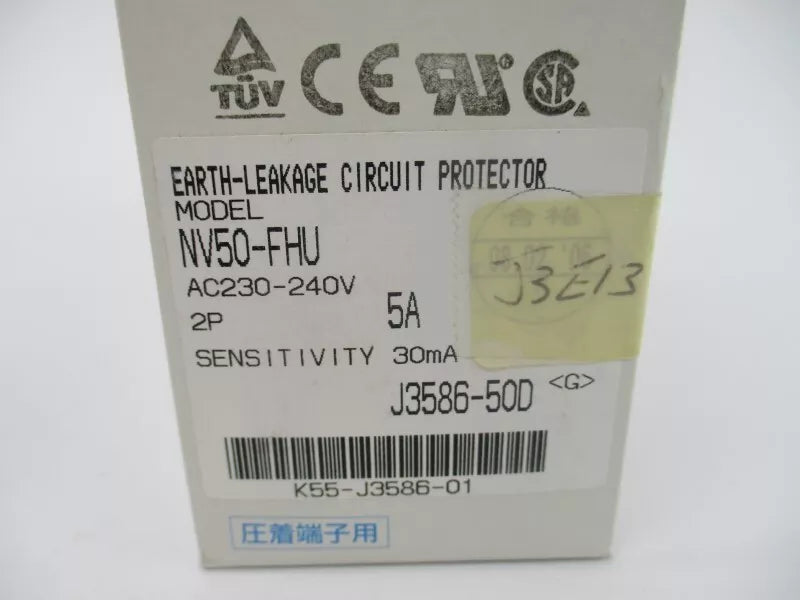 TÜV CE SA
EARTH-LEAKAGE CIRCUIT PROTECTOR
MODEL
NV50-FHU
AC230-240V
2P 5A
SENSITIVITY 30mA
J3586-50D <G>
K55-J3586-01
圧着端子用
合格
J3E13